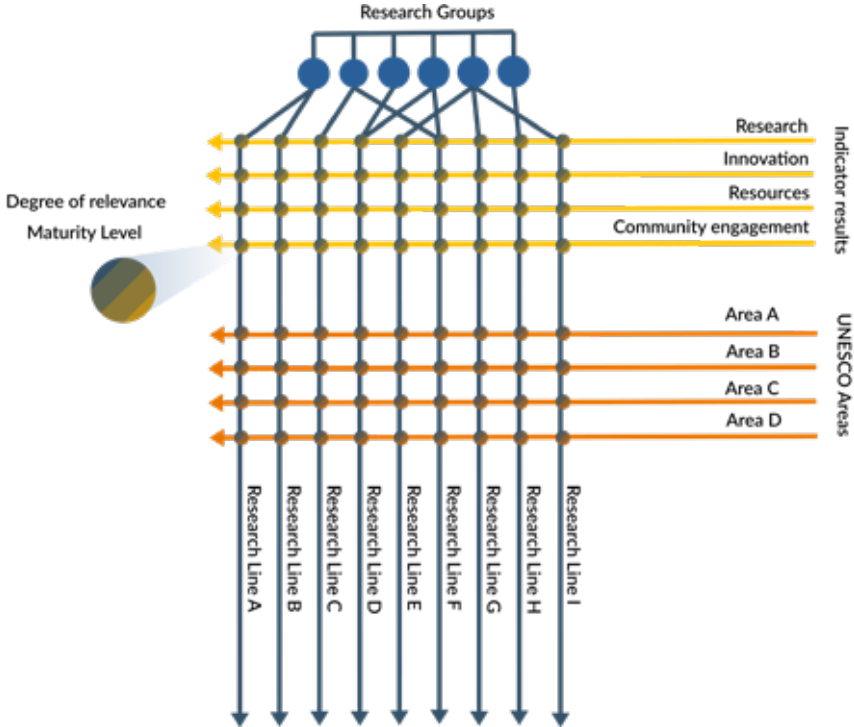 Research Groups
Research
Innovation
Resources
Community engagement
Indicator results
Degree of relevance
Maturity Level
Area A
Area B
Area C
Area D
UNESCO Areas
Research Line A
Research Line B
Research Line C
Research Line D
Research Line E
Research Line F
Research Line G
Research Line H
Research Line I